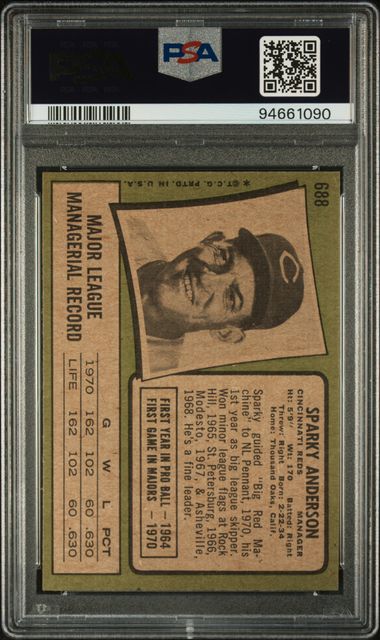 PSA
94661090
688
*©T.C.G. PRTD. IN U.S.A.
SPARKY ANDERSON
CINCINNATI REDS MANAGER
Ht: 5'9" Wt: 170 Batted: Right
Threw: Right Born: 2-22-34
Home: Thousand Oaks, Calif.
Sparky guided "Big Red Ma-
chine" to NL Pennant, 1970, his
1st year as big league skipper.
Won minor league flags at Rock
Hill, 1965, St. Petersburg, 1966,
Modesto, 1967, & Asheville,
1968. He's a fine leader.
FIRST YEAR IN PRO BALL — 1964
FIRST GAME IN MAJORS — 1970
MAJOR LEAGUE
MANAGERIAL RECORD
G W L PCT
1970 162 102 60 .630
LIFE 162 102 60 .630